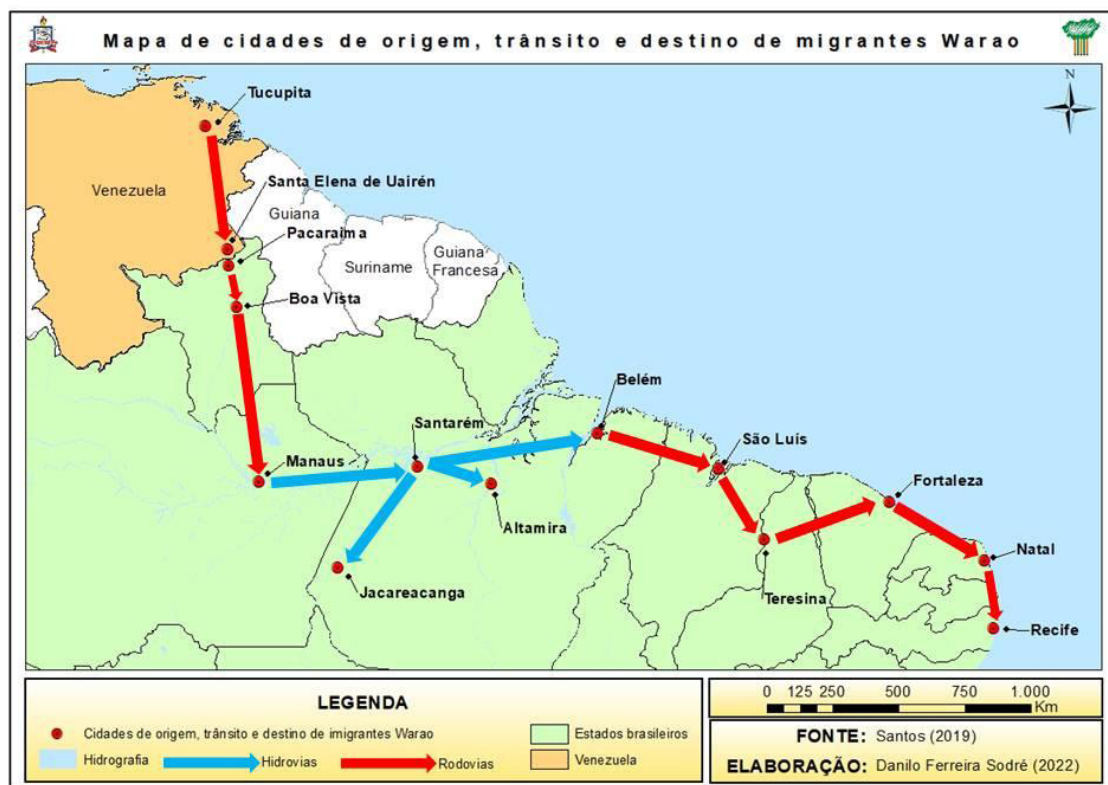 Mapa de cidades de origem, trânsito e destino de migrantes Warao
N
Tucupita
Venezuela
Santa Elena de Uairén
Guiana
Pacaraima
Guiana
Francesa
Suriname
Boa Vista
Belém
Santarém
São Luís
Manaus
Fortaleza
Altamira
Natal
Jacareacanga
Teresina
Recife
LEGENDA
Cidades de origem, trânsito e destino de imigrantes Warao
Estados brasileiros
Hidrografia
Hidrovias
Rodovias
Venezuela
0 125 250 500 750 1.000
Km
FONTE: Santos (2019)
ELABORAÇÃO: Danilo Ferreira Sodré (2022)